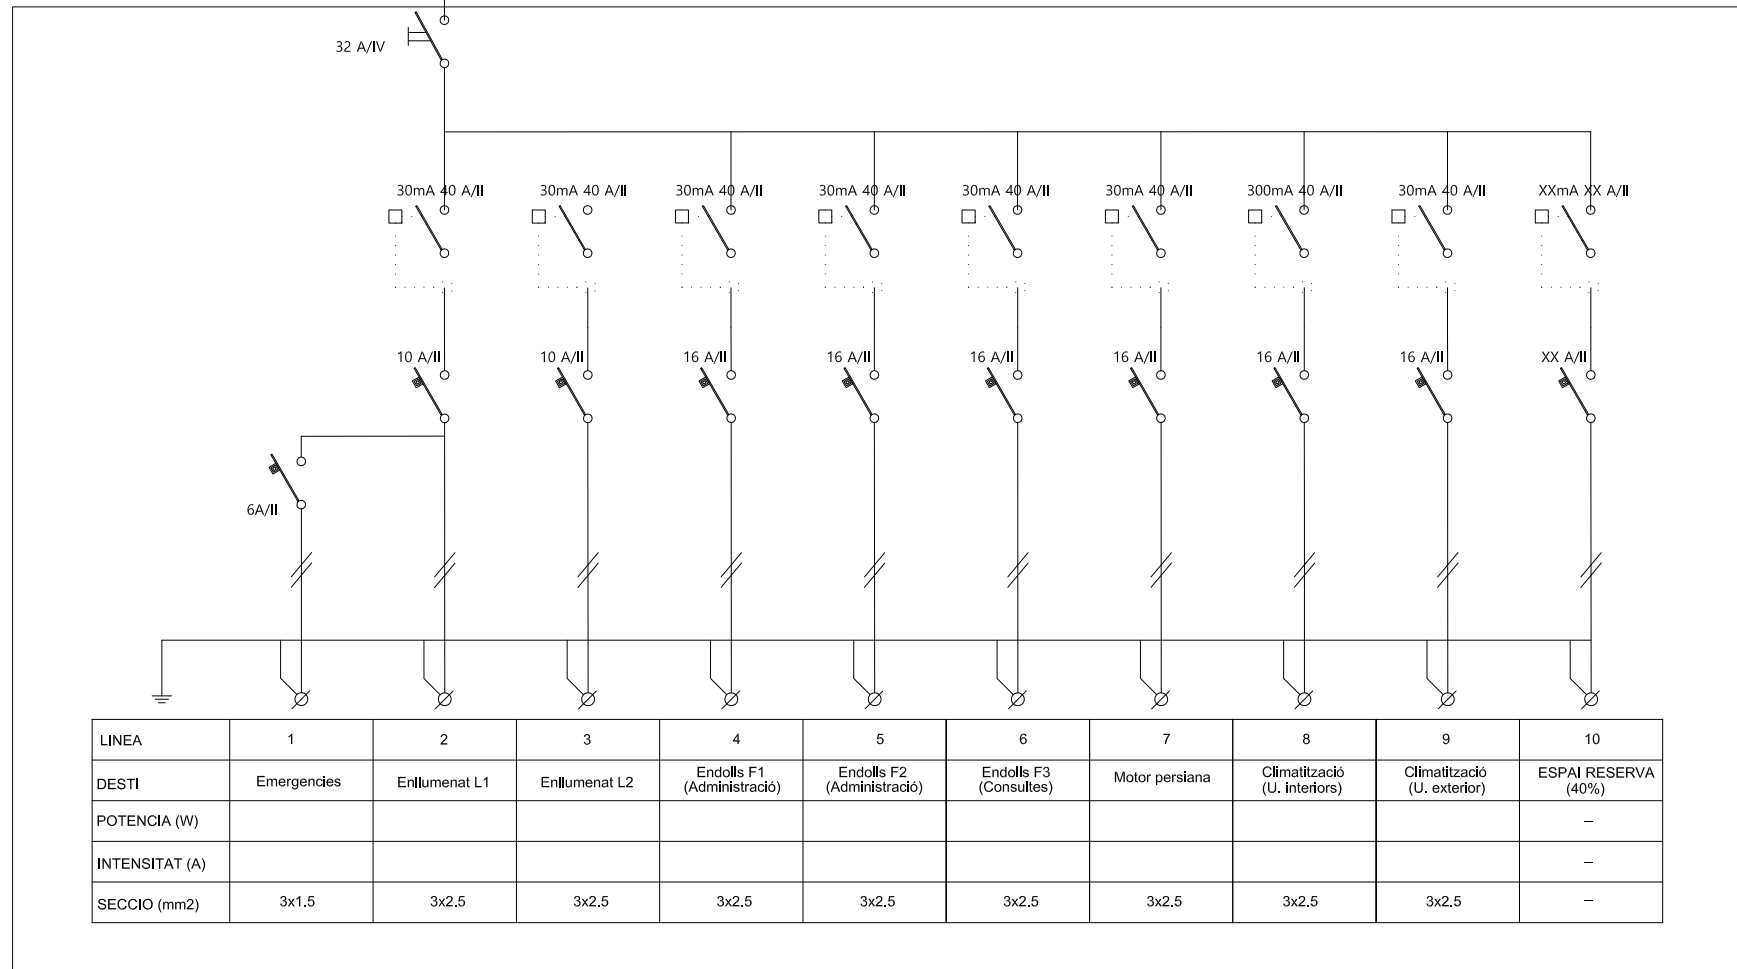 32 A/IV
30mA 40 A/II 30mA 40 A/II 30mA 40 A/II 30mA 40 A/II 30mA 40 A/II 30mA 40 A/II 300mA 40 A/II 30mA 40 A/II XXmA XX A/II
10 A/II 10 A/II 16 A/II 16 A/II 16 A/II 16 A/II 16 A/II 16 A/II XX A/II
6A/II
LINEA 1 2 3 4 5 6 7 8 9 10
DESTI Emergencies Enllumenat L1 Enllumenat L2 Endolls F1 (Administració) Endolls F2 (Administració) Endolls F3 (Consultes) Motor persiana Climatització (U. interiors) Climatització (U. exterior) ESPAI RESERVA (40%)
POTENCIA (W) –
INTENSITAT (A) –
SECCIO (mm2) 3x1.5 3x2.5 3x2.5 3x2.5 3x2.5 3x2.5 3x2.5 3x2.5 3x2.5 –